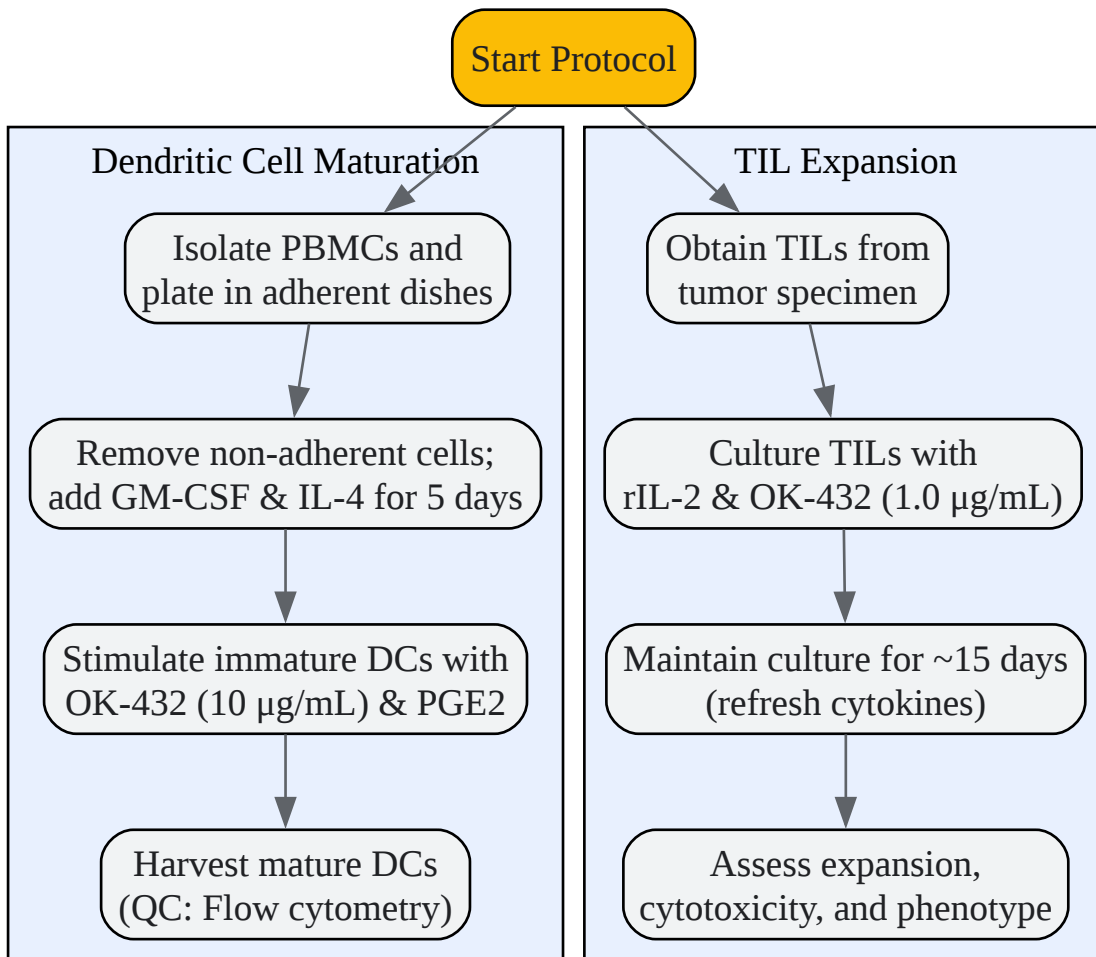 Start Protocol
Dendritic Cell Maturation
Isolate PBMCs and
plate in adherent dishes
Remove non-adherent cells;
add GM-CSF & IL-4 for 5 days
Stimulate immature DCs with
OK-432 (10 μg/mL) & PGE2
Harvest mature DCs
(QC: Flow cytometry)
TIL Expansion
Obtain TILs from
tumor specimen
Culture TILs with
rIL-2 & OK-432 (1.0 μg/mL)
Maintain culture for ~15 days
(refresh cytokines)
Assess expansion,
cytotoxicity, and phenotype